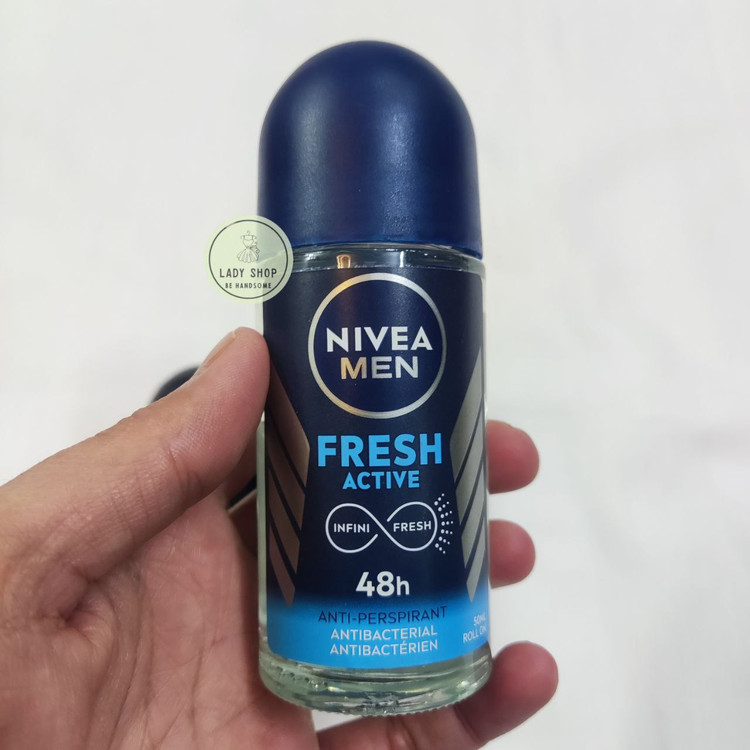 LADY SHOP
BE HANDSOME
NIVEA
MEN
FRESH
ACTIVE
INFINI FRESH
48h
ANTI-PERSPIRANT
ANTIBACTERIAL
ANTIBACTÉRIEN
50ML
ROLL ON